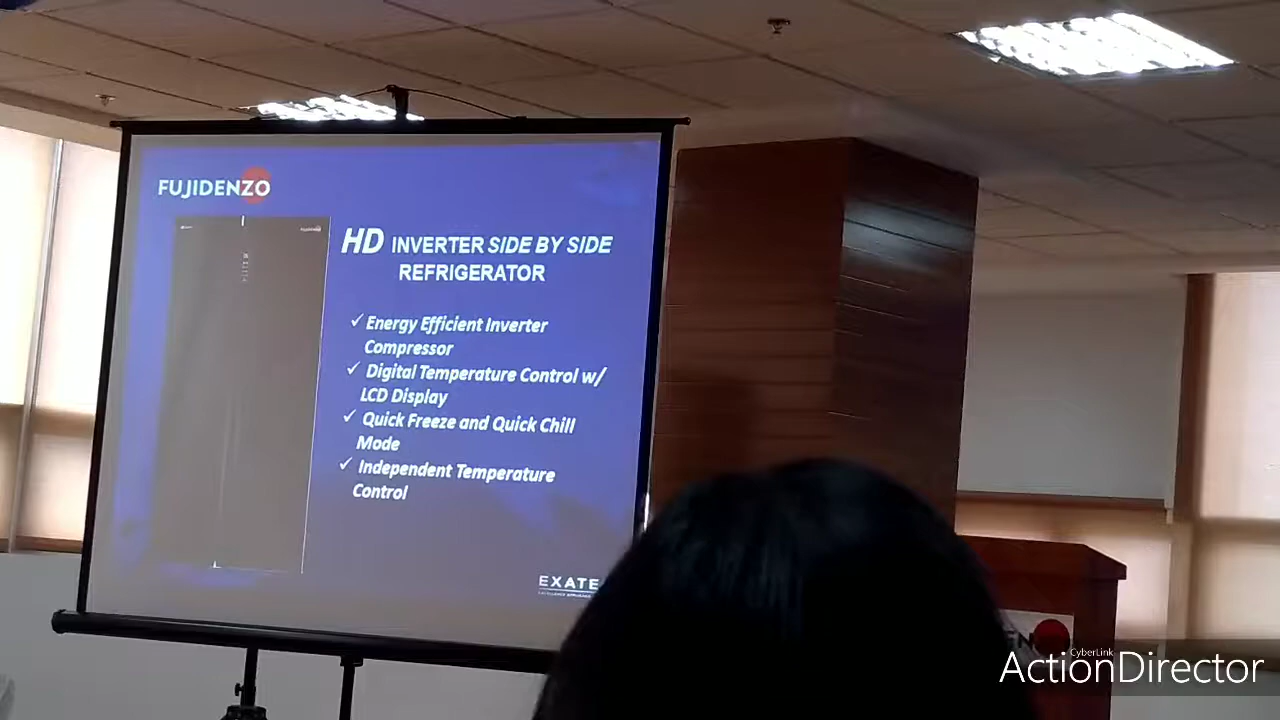 FUJIDENZO
HD INVERTER SIDE BY SIDE
REFRIGERATOR
✓ Energy Efficient Inverter
Compressor
✓ Digital Temperature Control w/
LCD Display
✓ Quick Freeze and Quick Chill
Mode
✓ Independent Temperature
Control
EXATE
CyberLink
ActionDirector